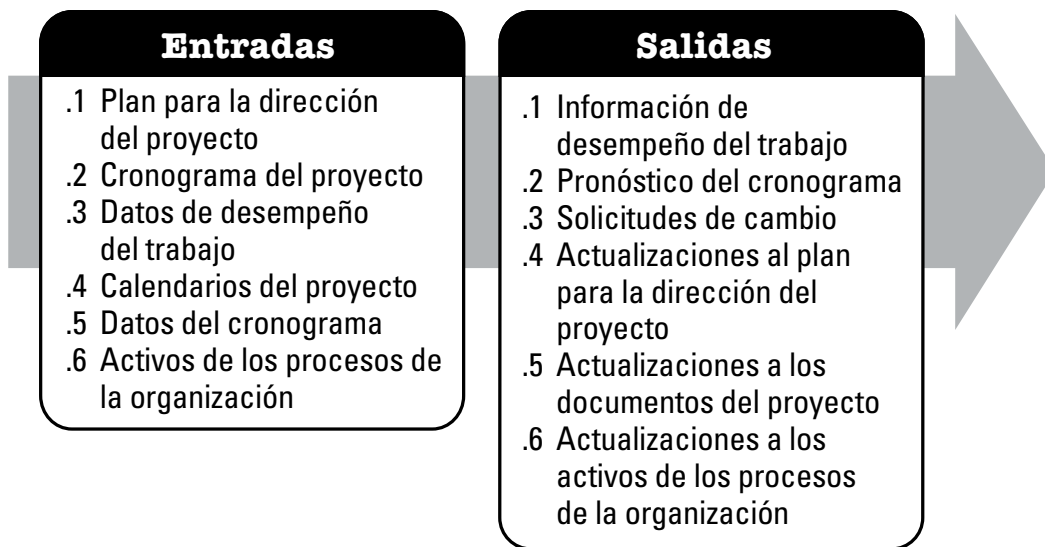 Entradas
.1 Plan para la dirección
del proyecto
.2 Cronograma del proyecto
.3 Datos de desempeño
del trabajo
.4 Calendarios del proyecto
.5 Datos del cronograma
.6 Activos de los procesos de
la organización
Salidas
.1 Información de
desempeño del trabajo
.2 Pronóstico del cronograma
.3 Solicitudes de cambio
.4 Actualizaciones al plan
para la dirección del
proyecto
.5 Actualizaciones a los
documentos del proyecto
.6 Actualizaciones a los
activos de los procesos
de la organización